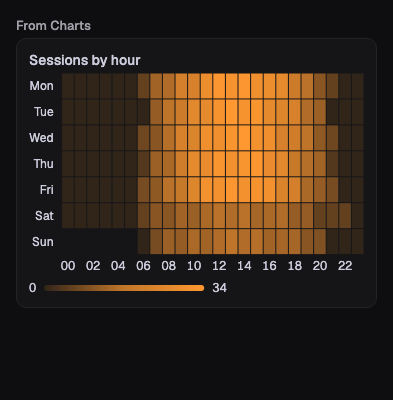 From Charts
Sessions by hour
Mon
Tue
Wed
Thu
Fri
Sat
Sun
00 02 04 06 08 10 12 14 16 18 20 22
0 34